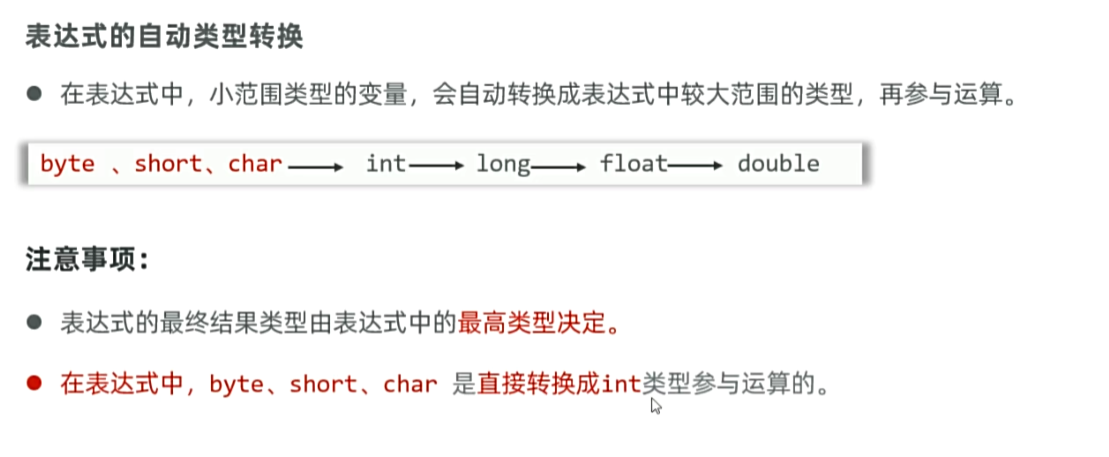 表达式的自动类型转换
在表达式中，小范围类型的变量，会自动转换成表达式中较大范围的类型，再参与运算。
byte 、short、char → int → long → float → double
注意事项：
表达式的最终结果类型由表达式中的最高类型决定。
在表达式中，byte、short、char 是直接转换成int类型参与运算的。